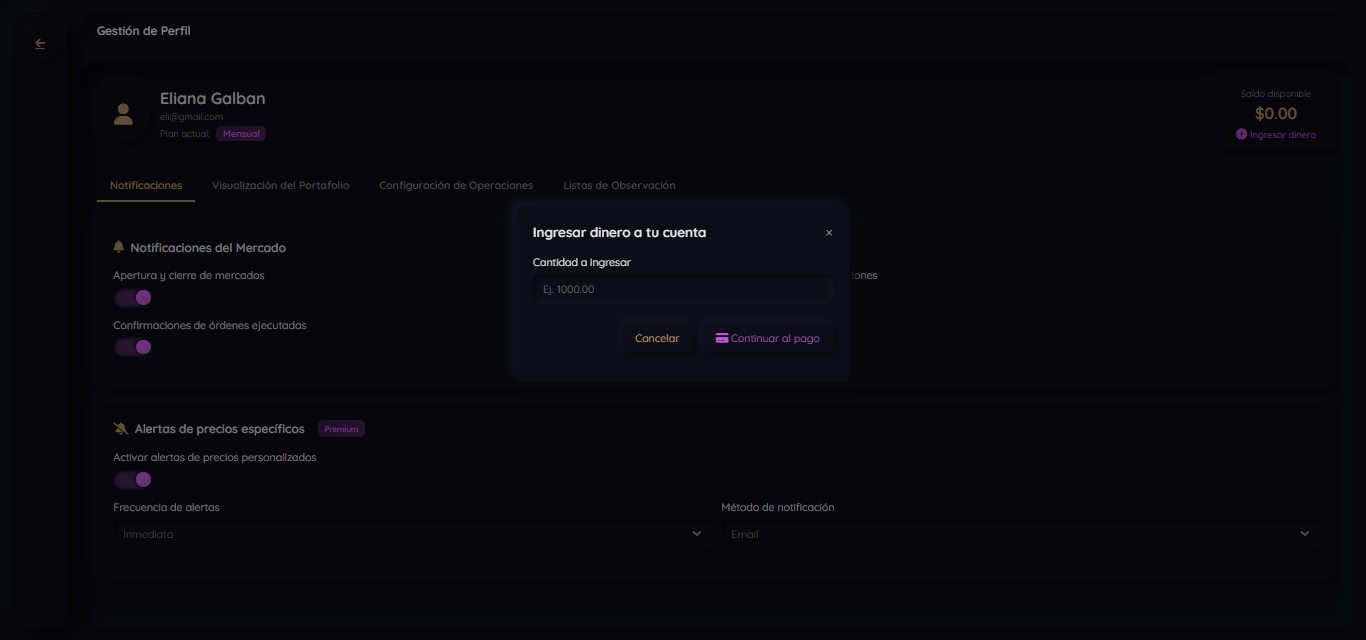 Gestión de Perfil
Eliana Galban
eli@gmail.com
Plan actual: Mensual
Saldo disponible
$0.00
Ingresar dinero
Notificaciones
Visualización del Portafolio
Configuración de Operaciones
Listas de Observación
Ingresar dinero a tu cuenta
×
Cantidad a ingresar
Ej. 1000.00
Cancelar
Continuar al pago
Notificaciones del Mercado
Apertura y cierre de mercados
Confirmaciones de órdenes ejecutadas
Alertas de precios específicos
Premium
Activar alertas de precios personalizados
Frecuencia de alertas
Inmediata
Método de notificación
Email